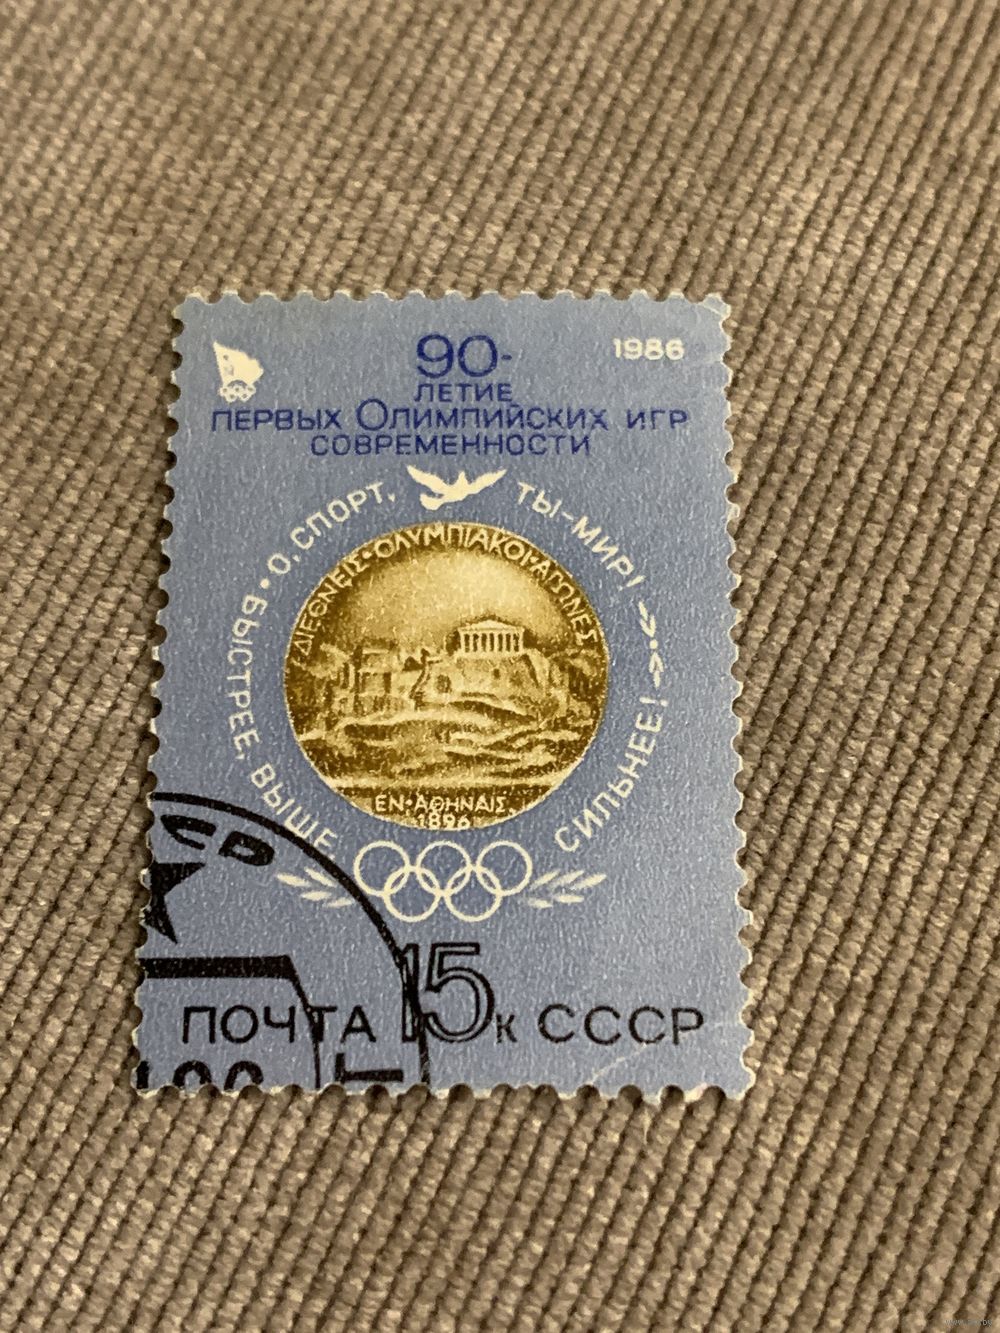 90-
1986
ЛЕТИЕ
ПЕРВЫХ ОЛИМПИЙСКИХ ИГР
СОВРЕМЕННОСТИ
• О, СПОРТ, ТЫ-МИР!
• БЫСТРЕЕ, ВЫШЕ, СИЛЬНЕЕ!
ΔΙΕΘΝΕΙΣ•ΟΛΥΜΠΙΑΚΟΙ•ΑΓΩΝΕΣ
ΕΝ•ΑΘΗΝΑΙΣ
1896
ПОЧТА 15к СССР